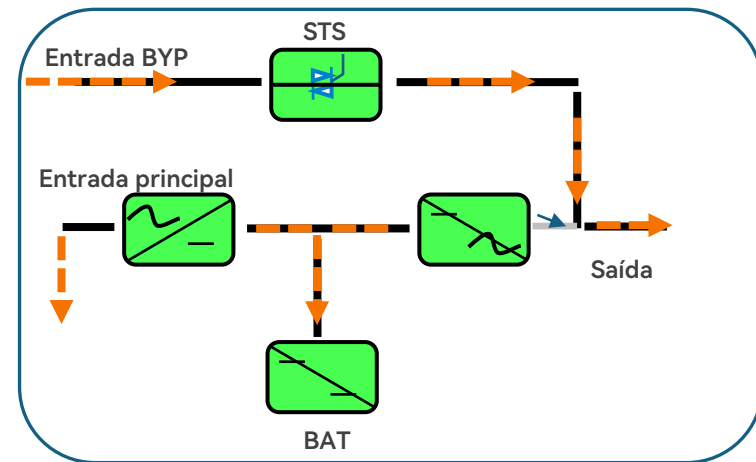 STS
Entrada BYP
Entrada principal
Saída
BAT